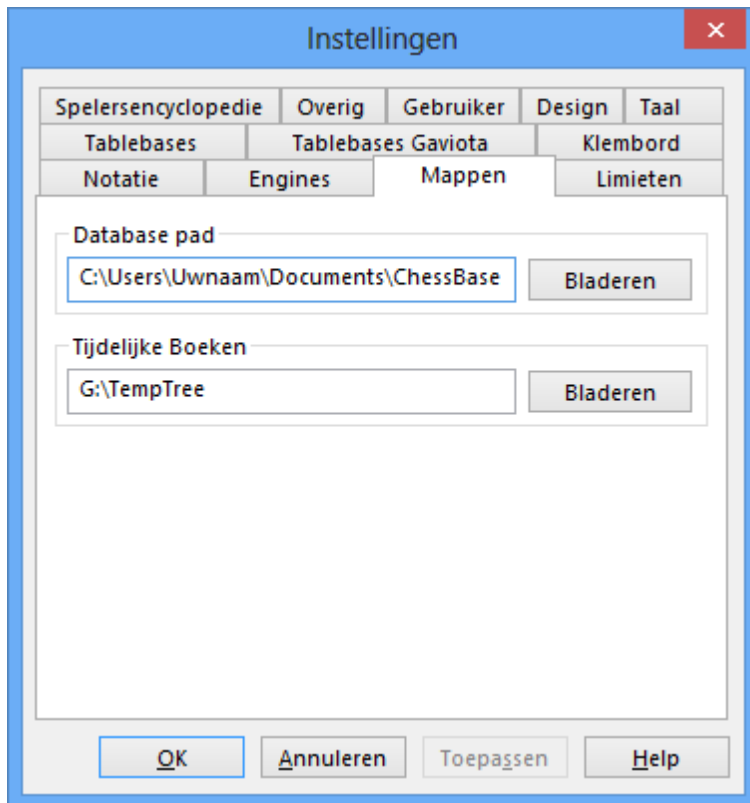 Instellingen
Spelersencyclopedie Overig Gebruiker Design Taal
Tablebases Tablebases Gaviota Klembord
Notatie Engines Mappen Limieten
Database pad
C:\Users\Uwnaam\Documents\ChessBase Bladeren
Tijdelijke Boeken
G:\TempTree Bladeren
OK Annuleren Toepassen Help